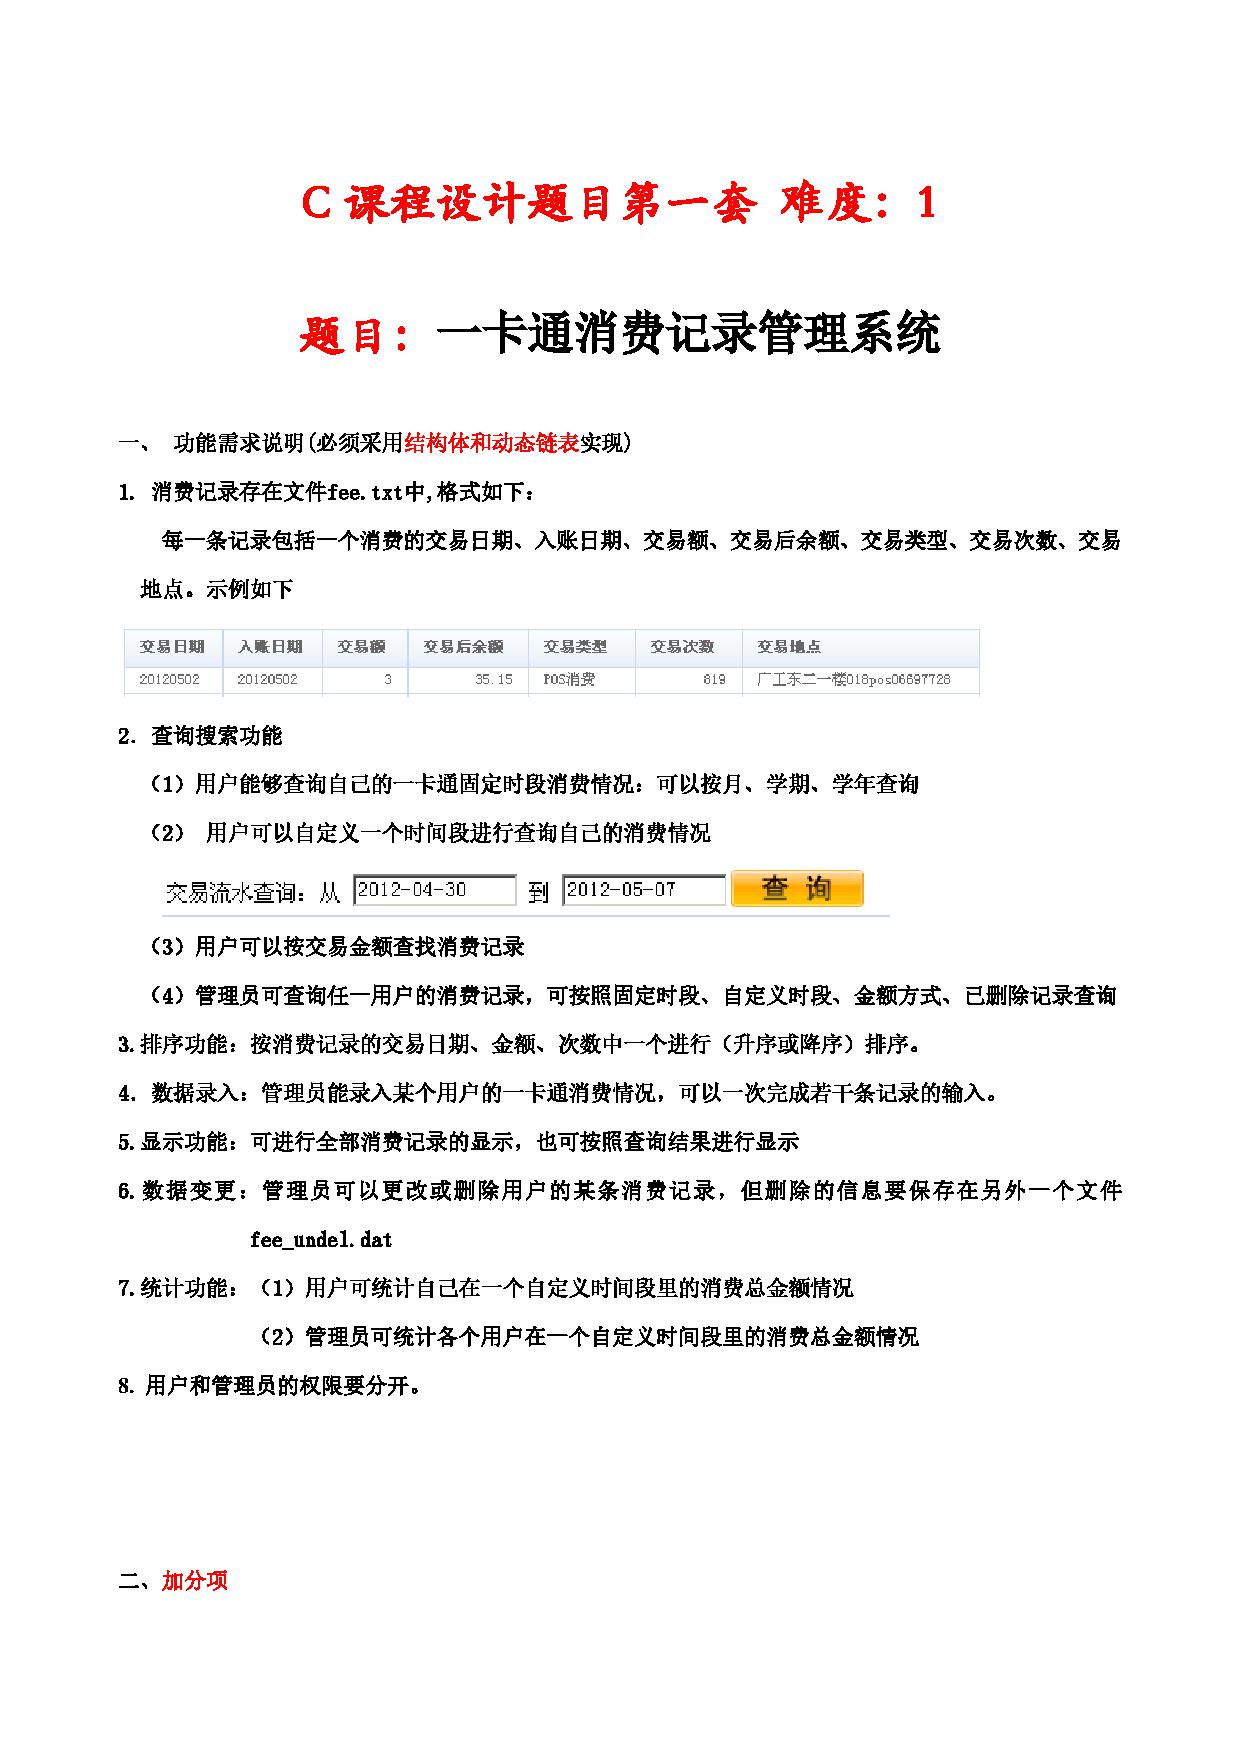 C 课程设计题目第一套 难度：1
题目：一卡通消费记录管理系统
一、 功能需求说明(必须采用结构体和动态链表实现)
1. 消费记录存在文件fee.txt中,格式如下：
每一条记录包括一个消费的交易日期、入账日期、交易额、交易后余额、交易类型、交易次数、交易
地点。示例如下
交易日期 入账日期 交易额 交易后余额 交易类型 交易次数 交易地点
20120502 20120502 3 35.15 POS消费 819 广工东二一楼018pos06697728
2. 查询搜索功能
（1）用户能够查询自己的一卡通固定时段消费情况：可以按月、学期、学年查询
（2） 用户可以自定义一个时间段进行查询自己的消费情况
交易流水查询：从 2012-04-30 到 2012-05-07 查 询
（3）用户可以按交易金额查找消费记录
（4）管理员可查询任一用户的消费记录，可按照固定时段、自定义时段、金额方式、已删除记录查询
3.排序功能：按消费记录的交易日期、金额、次数中一个进行（升序或降序）排序。
4. 数据录入：管理员能录入某个用户的一卡通消费情况，可以一次完成若干条记录的输入。
5.显示功能：可进行全部消费记录的显示，也可按照查询结果进行显示
6.数据变更：管理员可以更改或删除用户的某条消费记录，但删除的信息要保存在另外一个文件
fee_undel.dat
7.统计功能：（1）用户可统计自己在一个自定义时间段里的消费总金额情况
（2）管理员可统计各个用户在一个自定义时间段里的消费总金额情况
8. 用户和管理员的权限要分开。
二、加分项